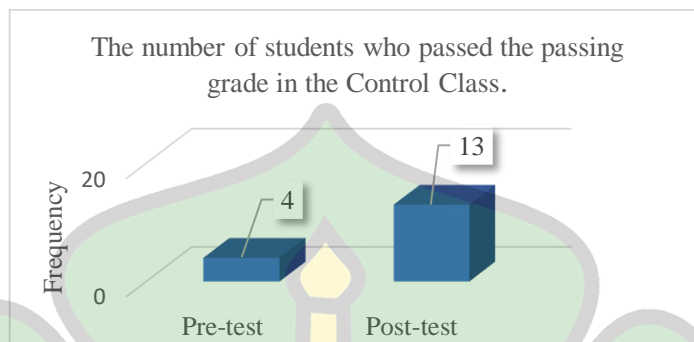 The number of students who passed the passing
grade in the Control Class.
13
20
4
Frequency
0
Pre-test Post-test